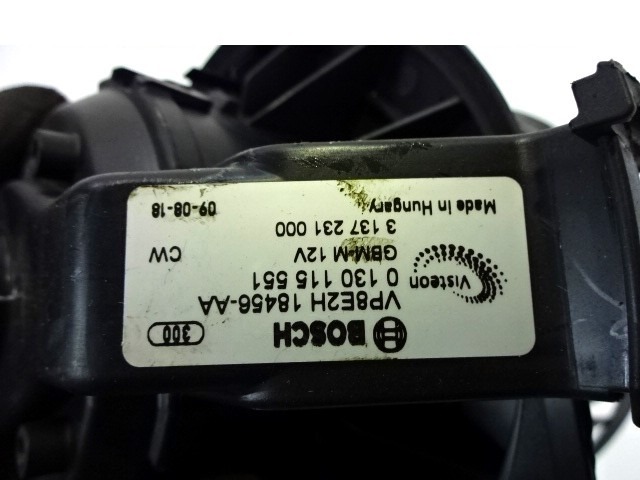 BOSCH
300
VP8E2H 18456-AA
Visteon
0 130 115 551
GBM-M 12V
CW
3 137 231 000
Made in Hungary
09-08-18